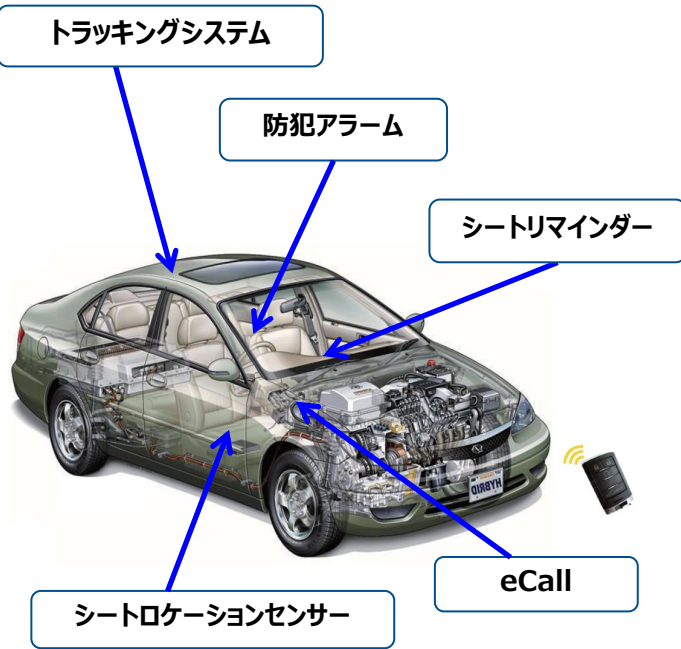 トラッキングシステム
防犯アラーム
シートリマインダー
HYBRID
eCall
シートロケーションセンサー